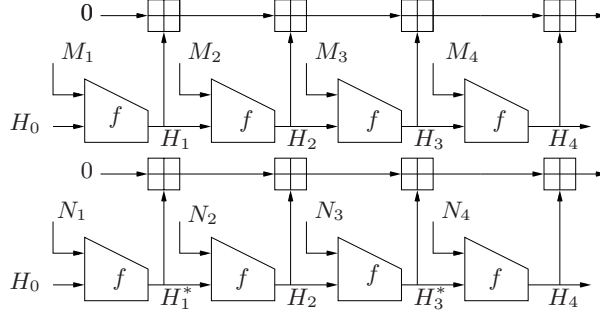 0
M₁ M₂ M₃ M₄
H₀ f f f f
H₁ H₂ H₃ H₄
0
N₁ N₂ N₃ N₄
H₀ f f f f
H₁* H₂ H₃* H₄